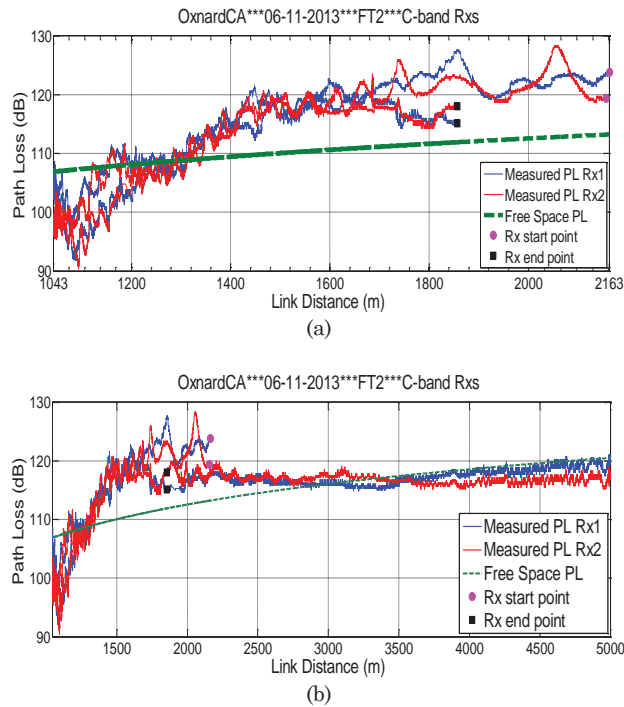 OxnardCA***06-11-2013***FT2***C-band Rxs
Path Loss (dB)
130
120
110
100
90
1043
1200
1400
1600
1800
2000
2163
Link Distance (m)
Measured PL Rx1
Measured PL Rx2
Free Space PL
Rx start point
Rx end point
(a)
OxnardCA***06-11-2013***FT2***C-band Rxs
Path Loss (dB)
130
120
110
100
90
1500
2000
2500
3000
3500
4000
4500
5000
Link Distance (m)
Measured PL Rx1
Measured PL Rx2
Free Space PL
Rx start point
Rx end point
(b)